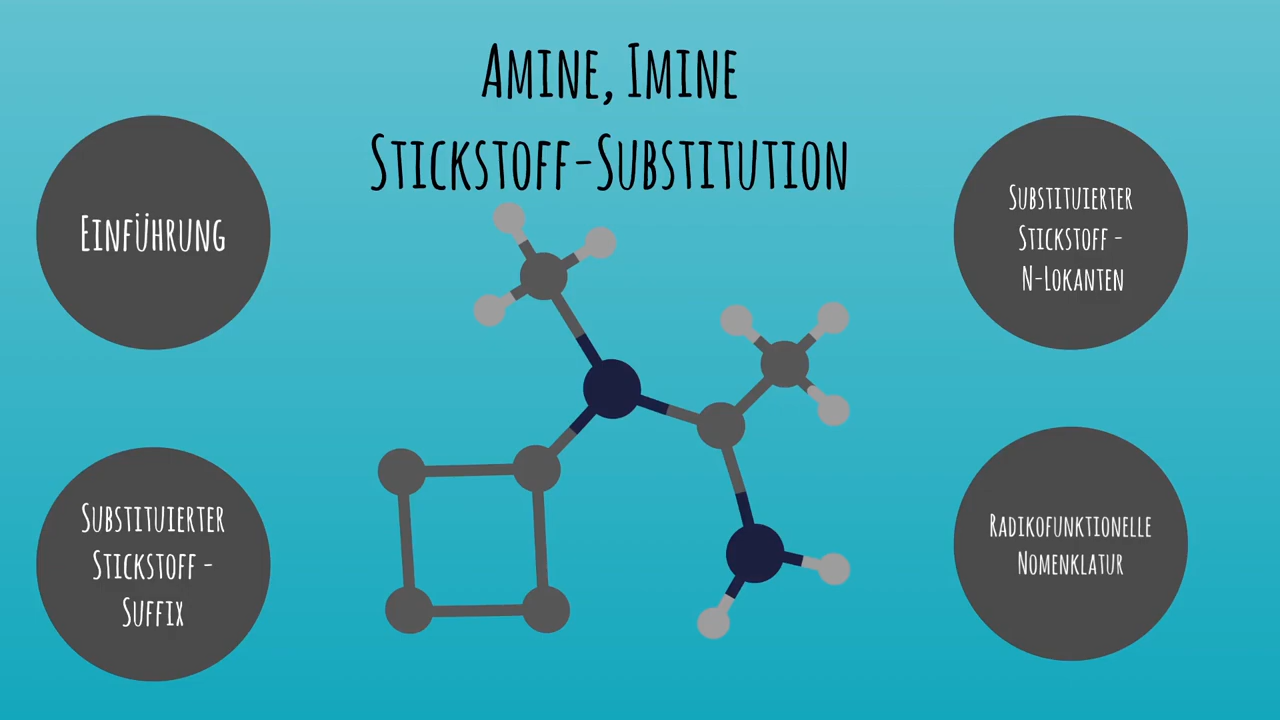 Amine, Imine
Stickstoff-Substitution
Einführung
Substituierter
Stickstoff -
Suffix
Substituierter
Stickstoff -
N-Lokanten
Radikofunktionelle
Nomenklatur